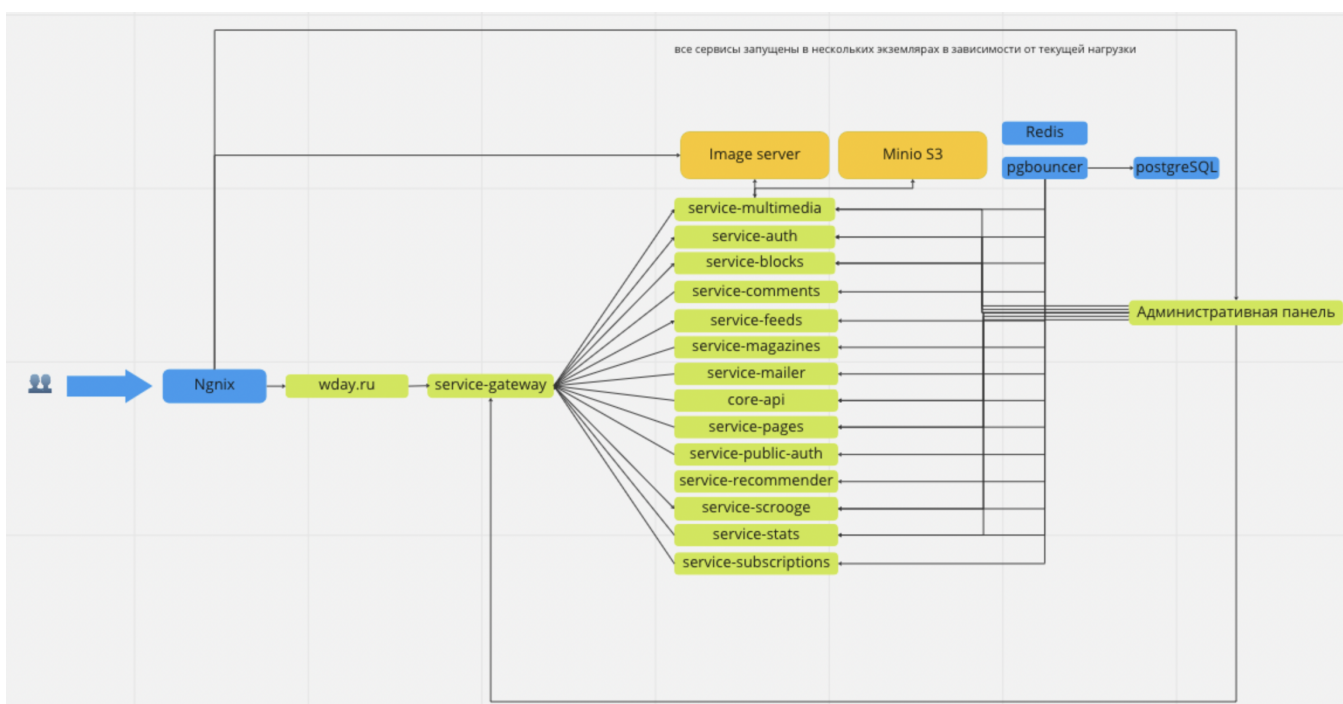 все сервисы запущены в нескольких экземлярах в зависимости от текущей нагрузки
Redis
Image server
Minio S3
pgbouncer
postgreSQL
service-multimedia
service-auth
service-blocks
service-comments
Административная панель
service-feeds
service-magazines
service-mailer
Ngnix
wday.ru
service-gateway
core-api
service-pages
service-public-auth
service-recommender
service-scrooge
service-stats
service-subscriptions